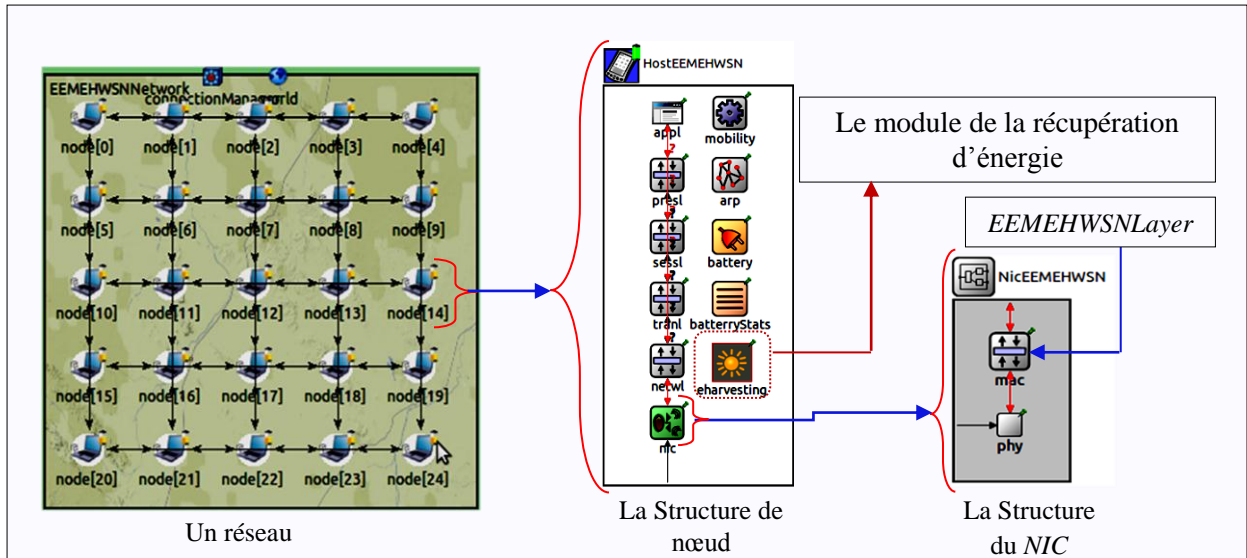 EEMEHWSNNetwork
connectionManager
world
node[0] node[1] node[2] node[3] node[4]
node[5] node[6] node[7] node[8] node[9]
node[10] node[11] node[12] node[13] node[14]
node[15] node[16] node[17] node[18] node[19]
node[20] node[21] node[22] node[23] node[24]
Un réseau
HostEEMEHWSN
appl mobility
?
presl arp
?
sessl battery
?
tranl batterryStats
?
netwl eharvesting
nic
La Structure de
nœud
Le module de la récupération
d'énergie
EEMEHWSNLayer
NicEEMEHWSN
mac
phy
La Structure
du NIC